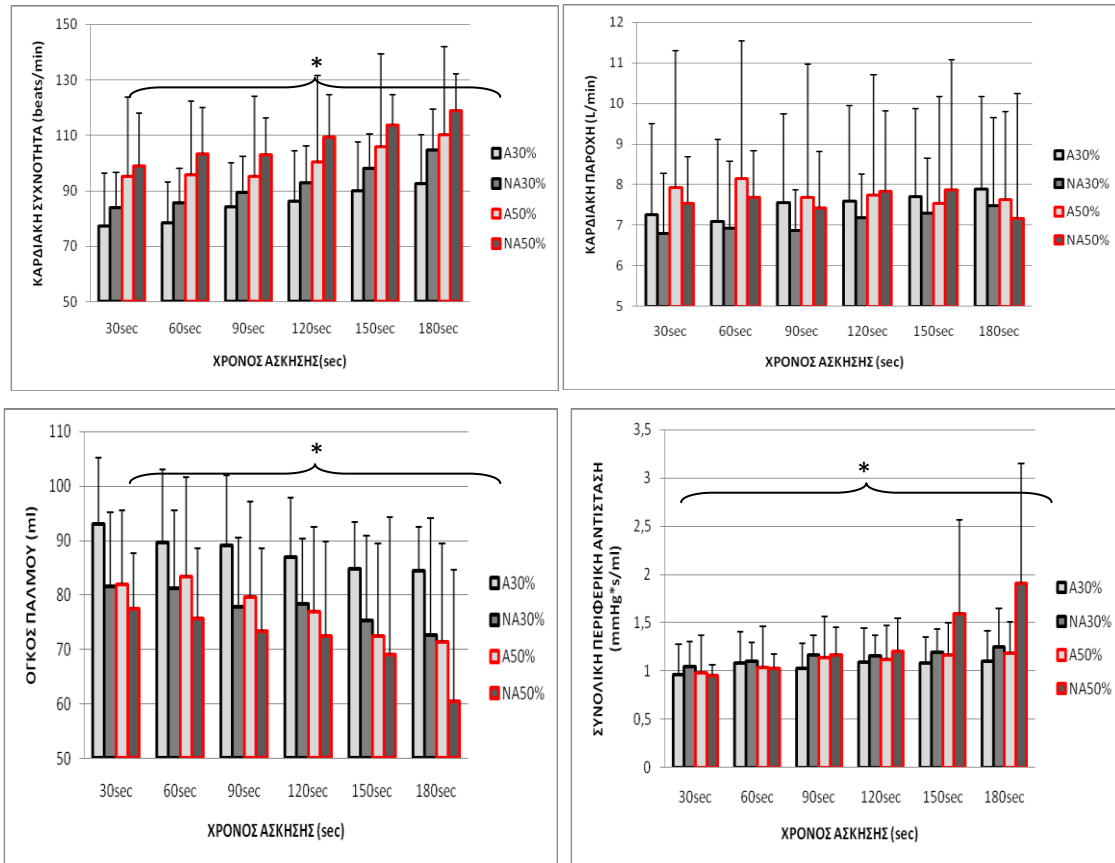 ΚΑΡΔΙΑΚΗ ΣΥΧΝΟΤΗΤΑ (beats/min)
150
130
110
90
70
50
*
30sec 60sec 90sec 120sec 150sec 180sec
ΧΡΟΝΟΣ ΑΣΚΗΣΗΣ(sec)
A30%
NA30%
A50%
NA50%
ΚΑΡΔΙΑΚΗ ΠΑΡΟΧΗ (L/min)
12
11
10
9
8
7
6
5
30sec 60sec 90sec 120sec 150sec 180sec
ΧΡΟΝΟΣ ΑΣΚΗΣΗΣ (sec)
A30%
NA30%
A50%
NA50%
ΟΓΚΟΣ ΠΑΛΜΟΥ (ml)
110
100
90
80
70
60
50
*
30sec 60sec 90sec 120sec 150sec 180sec
ΧΡΟΝΟΣ ΑΣΚΗΣΗΣ (sec)
A30%
NA30%
A50%
NA50%
ΣΥΝΟΛΙΚΗ ΠΕΡΙΦΕΡΙΚΗ ΑΝΤΙΣΤΑΣΗ
(mmHg*s/ml)
3,5
3
2,5
2
1,5
1
0,5
0
*
30sec 60sec 90sec 120sec 150sec 180sec
ΧΡΟΝΟΣ ΑΣΚΗΣΗΣ (sec)
A30%
NA30%
A50%
NA50%